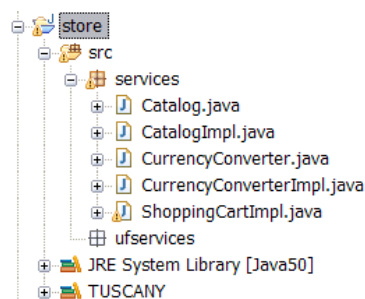 store
src
services
Catalog.java
CatalogImpl.java
CurrencyConverter.java
CurrencyConverterImpl.java
ShoppingCartImpl.java
ufservices
JRE System Library [Java50]
TUSCANY